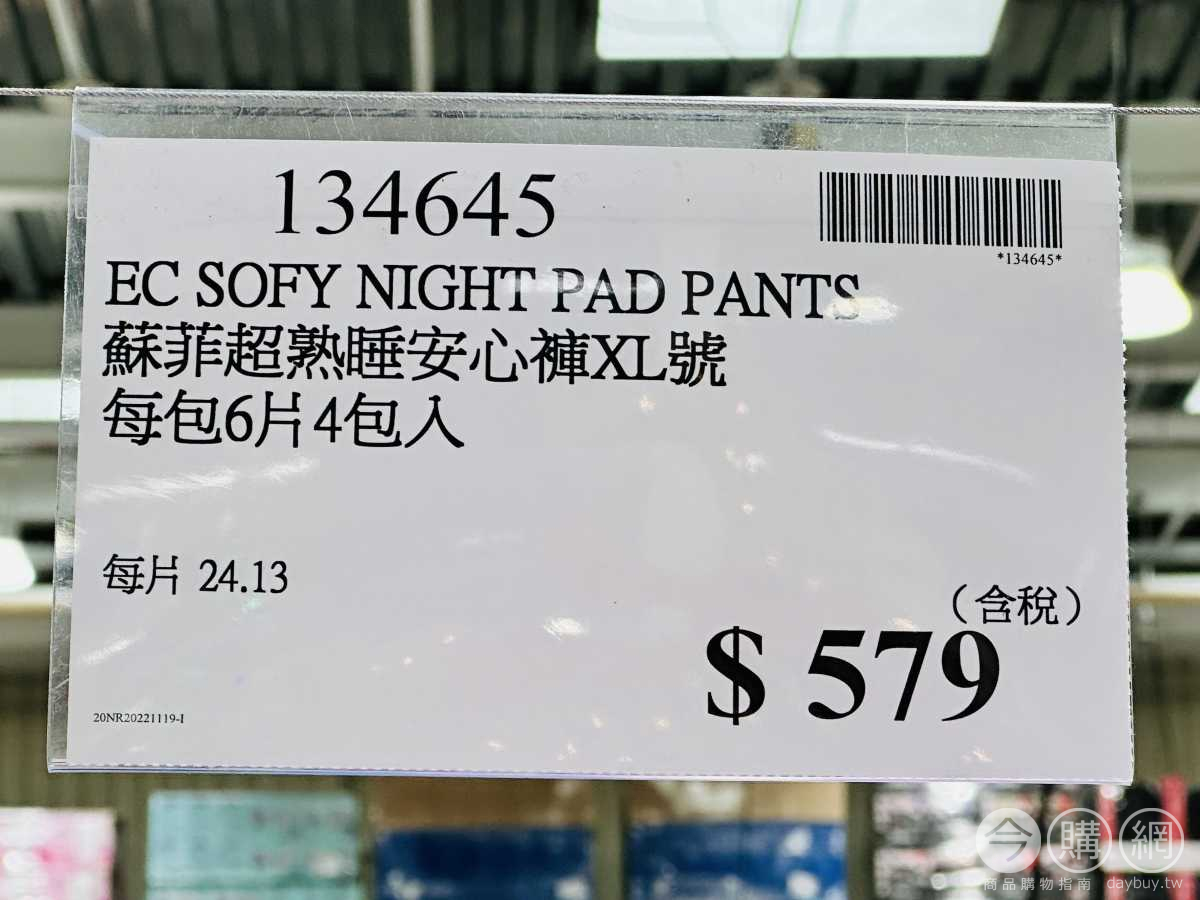 134645
*134645*
EC SOFY NIGHT PAD PANTS
蘇菲超熟睡安心褲XL號
每包6片4包入
每片 24.13
(含稅)
$ 579
20NR20221119-I
今購網
商品購物指南 daybuy.tw